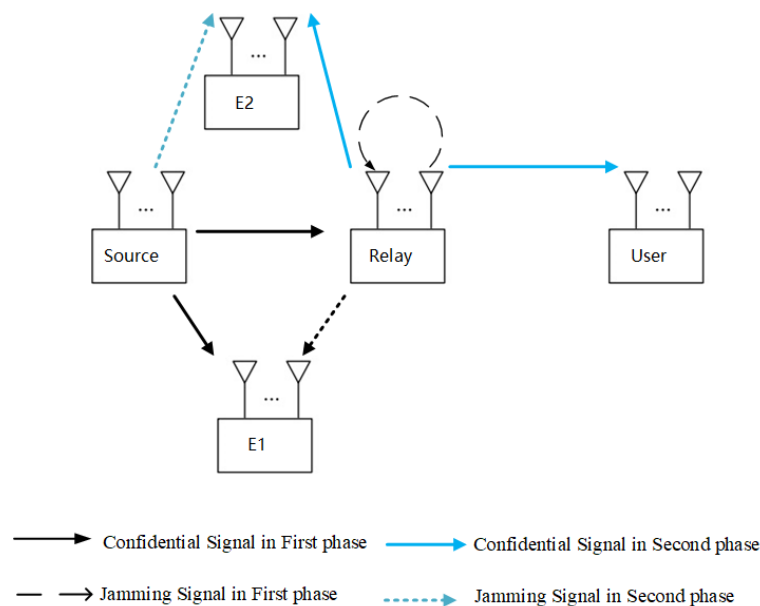 ...
E2
...
...
...
Source
Relay
User
...
E1
Confidential Signal in First phase
Confidential Signal in Second phase
Jamming Signal in First phase
Jamming Signal in Second phase